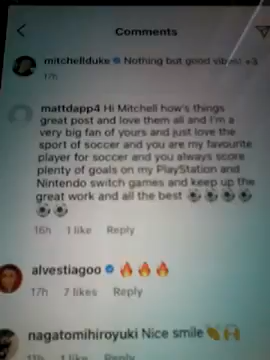 Comments
mitchellduke Nothing but good vibes! <3
17h
mattdapp4 Hi Mitchell how's things
great post and love them all and I'm a
very big fan of yours and just love the
sport of soccer and you are my favourite
player for soccer and you always score
plenty of goals on my PlayStation and
Nintendo switch games and keep up the
great work and all the best ⚽ ⚽ ⚽ ⚽
⚽ ⚽
16h 1 like Reply
alvestiagoo 🔥 🔥 🔥
17h 7 likes Reply
nagatomihiroyuki Nice smile
17h 1 like Reply